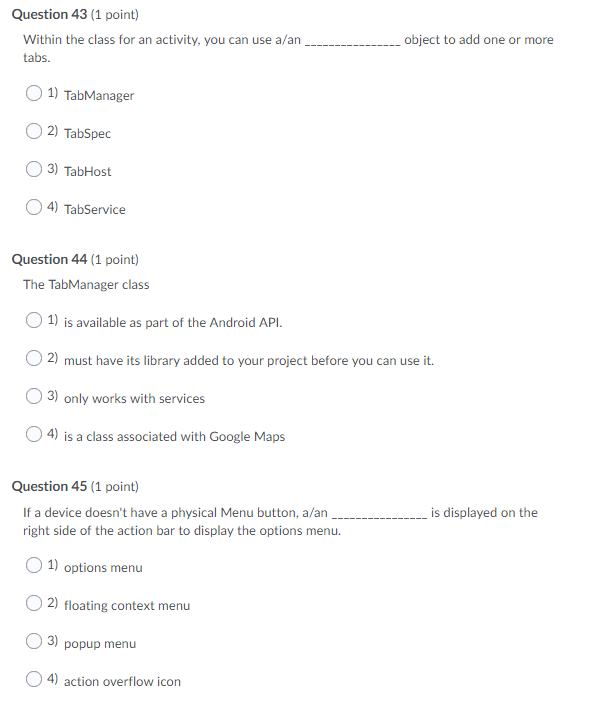 Question 43 (1 point)
Within the class for an activity, you can use a/an ________________ object to add one or more
tabs.
1) TabManager
2) TabSpec
3) TabHost
4) TabService
Question 44 (1 point)
The TabManager class
1) is available as part of the Android API.
2) must have its library added to your project before you can use it.
3) only works with services
4) is a class associated with Google Maps
Question 45 (1 point)
If a device doesn't have a physical Menu button, a/an ________________ is displayed on the
right side of the action bar to display the options menu.
1) options menu
2) floating context menu
3) popup menu
4) action overflow icon